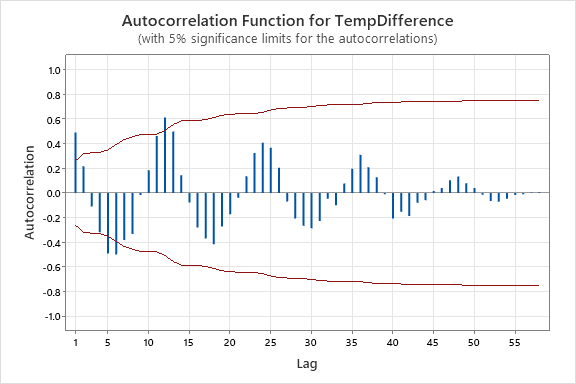 Autocorrelation Function for TempDifference
(with 5% significance limits for the autocorrelations)
1.0
0.8
0.6
0.4
0.2
0.0
-0.2
-0.4
-0.6
-0.8
-1.0
Autocorrelation
1 5 10 15 20 25 30 35 40 45 50 55
Lag